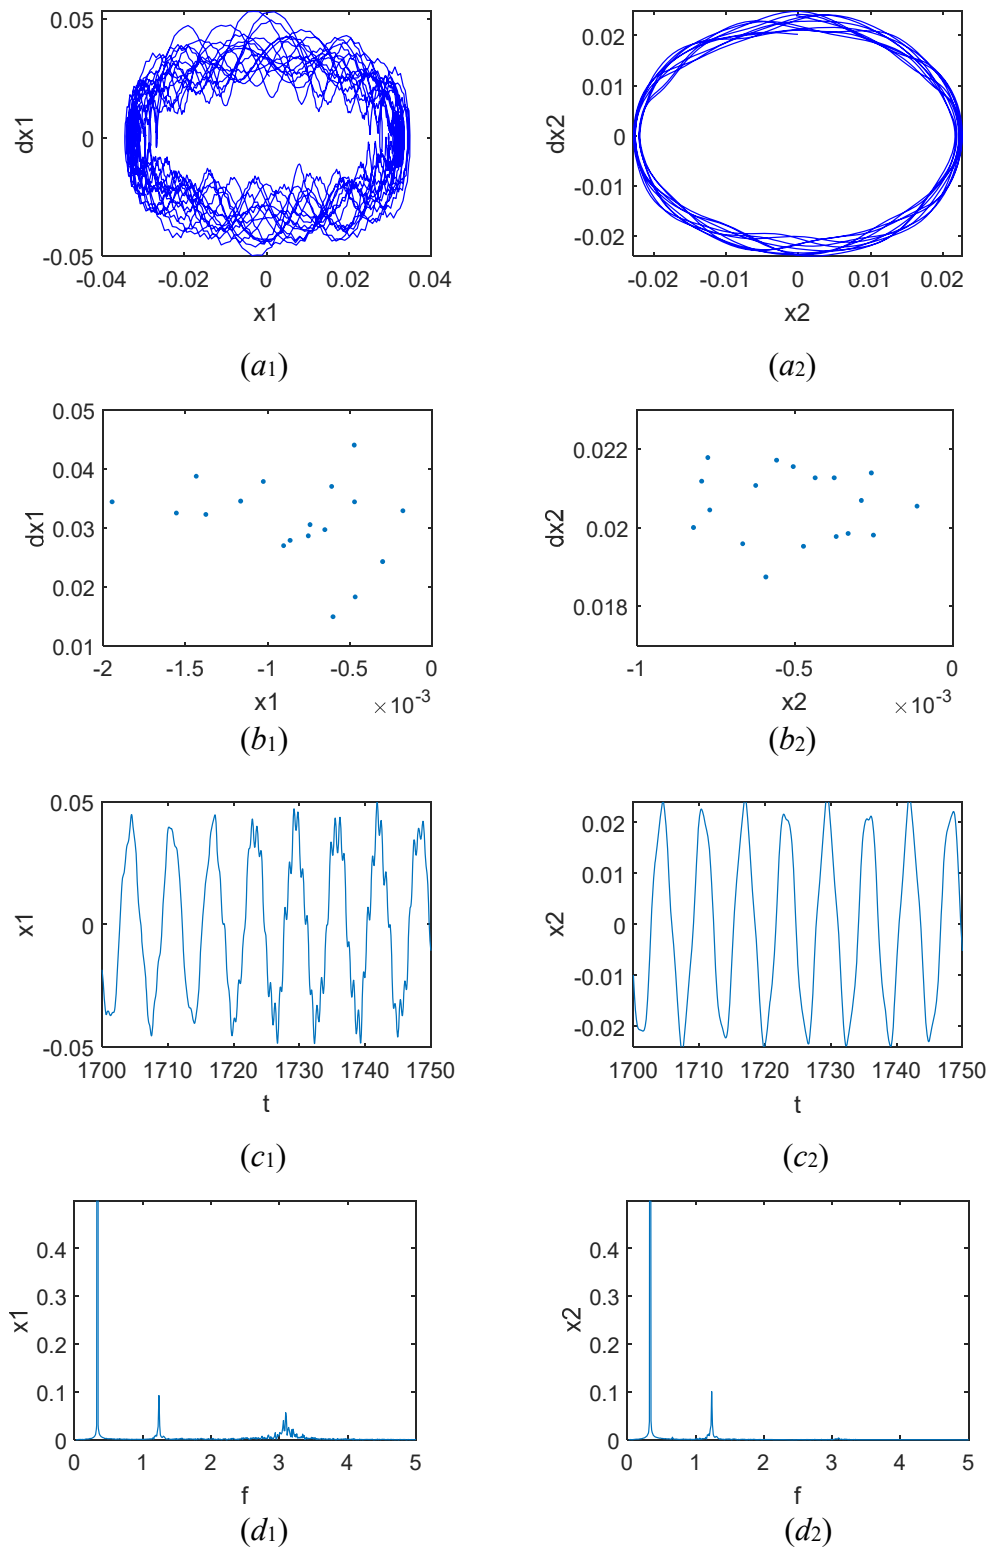 0.05
0
-0.05
dx1
-0.04 -0.02 0 0.02 0.04
x1
(a1)
0.02
0.01
0
-0.01
-0.02
dx2
-0.02 -0.01 0 0.01 0.02
x2
(a2)
0.05
0.04
0.03
0.02
0.01
dx1
-2 -1.5 -1 -0.5 0
x1 ×10-3
(b1)
0.022
0.02
0.018
dx2
-1 -0.5 0
x2 ×10-3
(b2)
0.05
0
-0.05
x1
1700 1710 1720 1730 1740 1750
t
(c1)
0.02
0.01
0
-0.01
-0.02
x2
1700 1710 1720 1730 1740 1750
t
(c2)
0.4
0.3
0.2
0.1
0
x1
0 1 2 3 4 5
f
(d1)
0.4
0.3
0.2
0.1
0
x2
0 1 2 3 4 5
f
(d2)